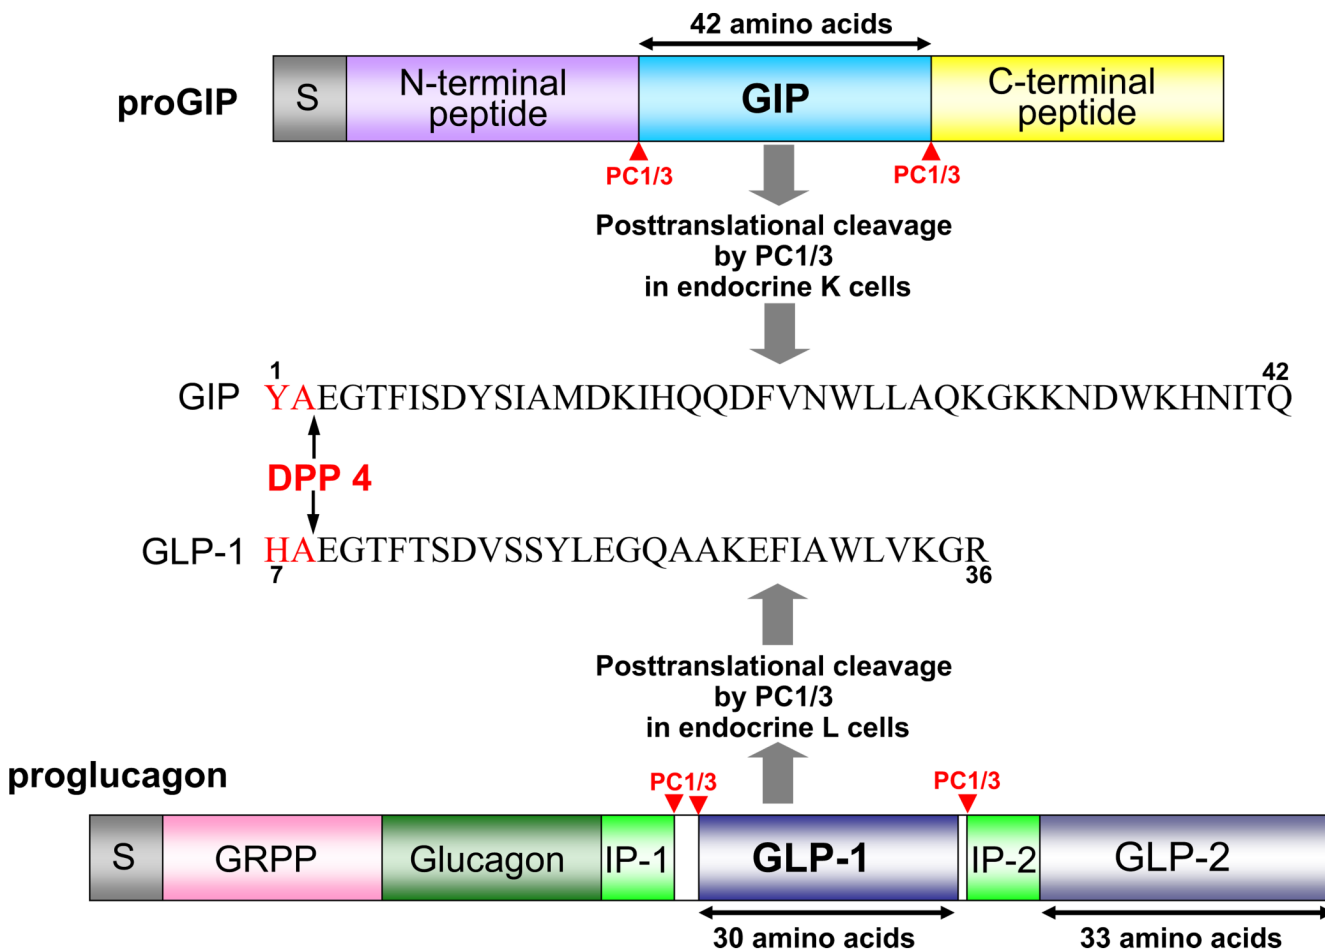 42 amino acids
proGIP
S
N-terminal
peptide
GIP
C-terminal
peptide
PC1/3
PC1/3
Posttranslational cleavage
by PC1/3
in endocrine K cells
1
42
GIP
YAEGTFISDYSIAMDKIHQQDFVNWLLAQKGKKNDWKHNITQ
DPP 4
GLP-1
HAEGTFTSDVSSYLEGQAAKEFIAWLVKGR
7
36
Posttranslational cleavage
by PC1/3
in endocrine L cells
proglucagon
PC1/3
PC1/3
S
GRPP
Glucagon
IP-1
GLP-1
IP-2
GLP-2
30 amino acids
33 amino acids